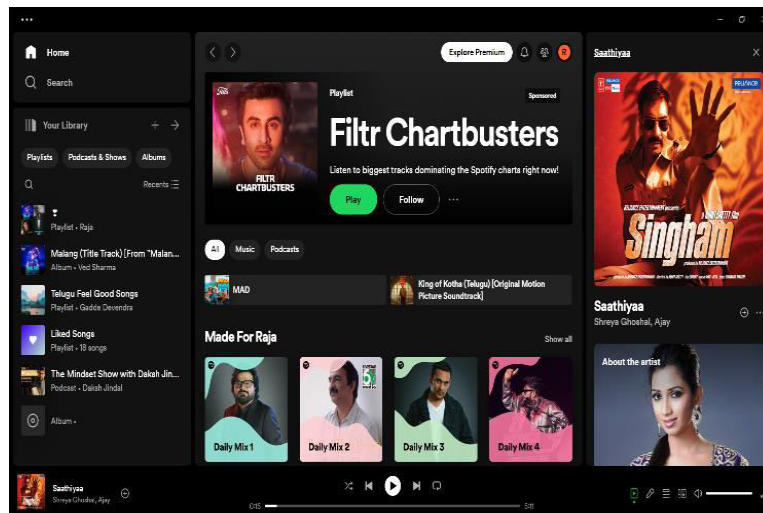 Home
Search
Your Library
Playlists
Podcasts & Shows
Albums
Recents
Playlist • Raja
Malang (Title Track) [From "Malan...
Album • Ved Sharma
Telugu Feel Good Songs
Playlist • Gadde Devendra
Liked Songs
Playlist • 18 songs
The Mindset Show with Daksh Jin...
Podcast • Daksh Jindal
Album •
Explore Premium
R
FILTR
CHARTBUSTERS
Playlist
Sponsored
Filtr Chartbusters
Listen to biggest tracks dominating the Spotify charts right now!
Play
Follow
All
Music
Podcasts
MAD
King of Kotha (Telugu) [Original Motion
Picture Soundtrack]
Made For Raja
Show all
Daily Mix 1
Daily Mix 2
Daily Mix 3
Daily Mix 4
Saathiyaa
RELIANCE
Singham
Saathiyaa
Shreya Ghoshal, Ajay
About the artist
Saathiyaa
Shreya Ghoshal, Ajay
0:15
5:11